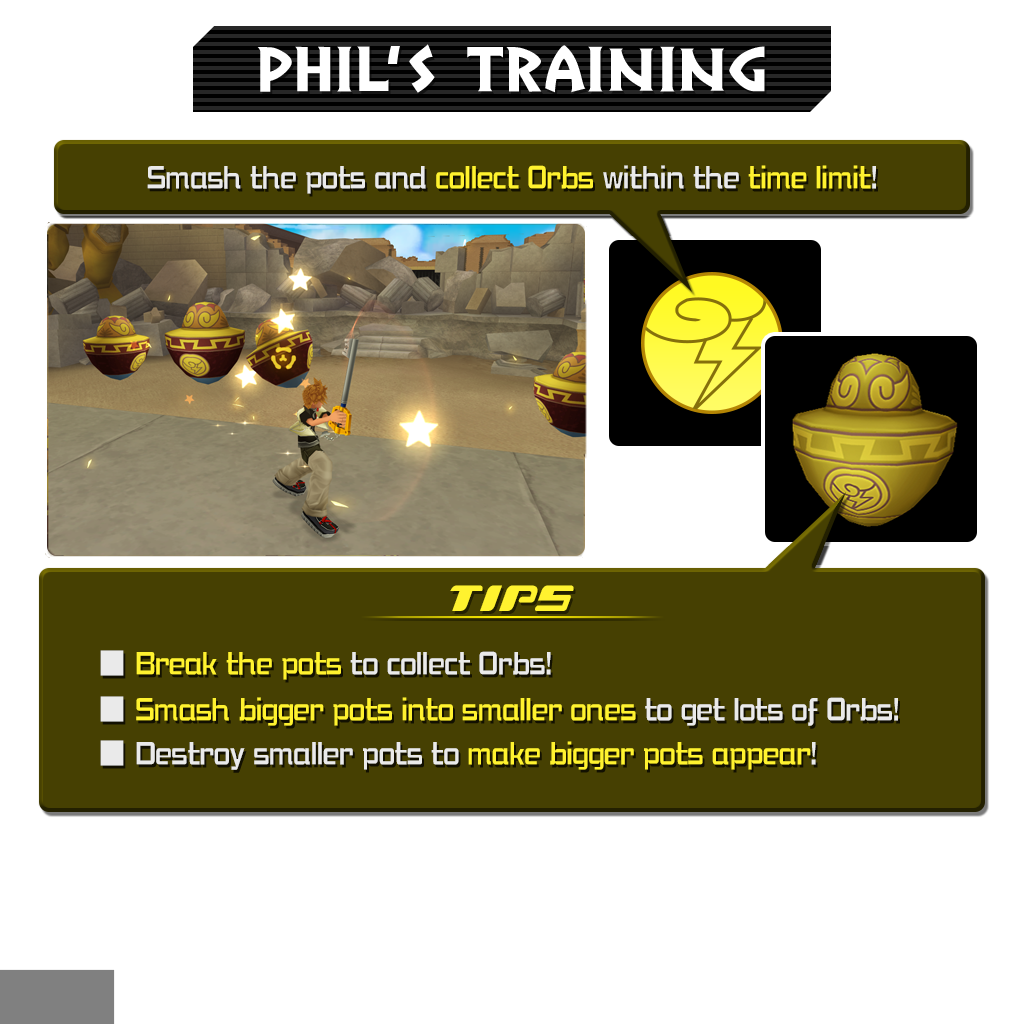 PHIL'S TRAINING
Smash the pots and collect Orbs within the time limit!
TIPS
Break the pots to collect Orbs!
Smash bigger pots into smaller ones to get lots of Orbs!
Destroy smaller pots to make bigger pots appear!